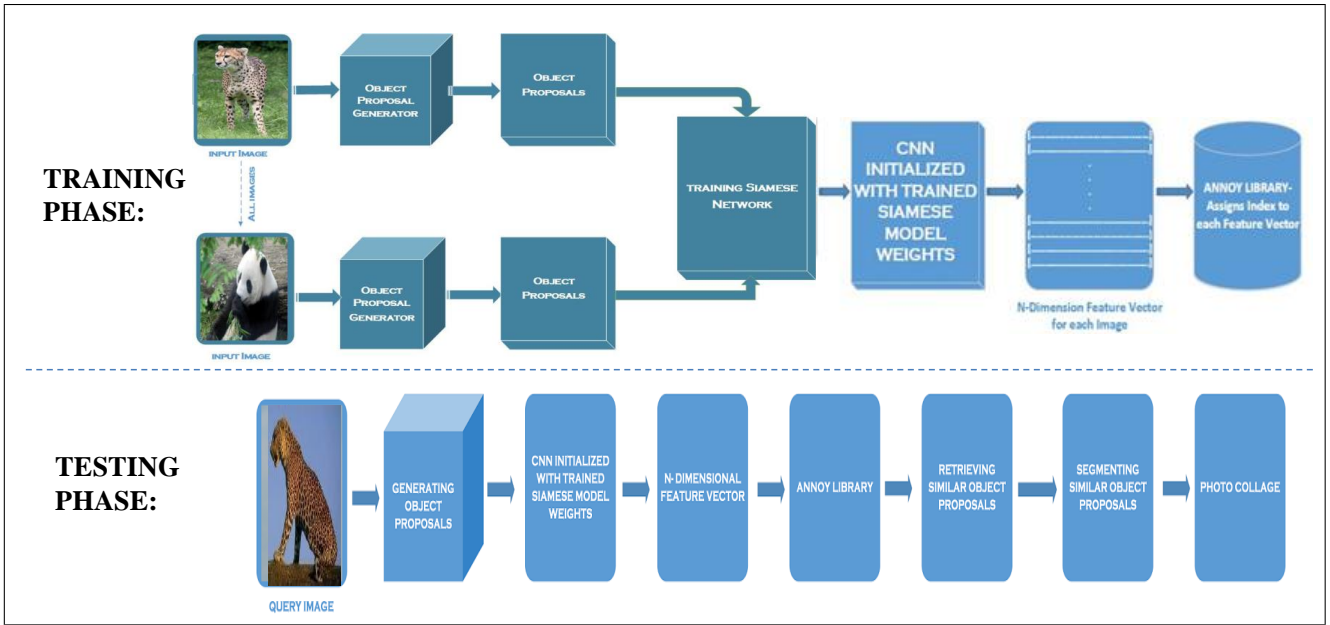 TRAINING
PHASE:
INPUT IMAGE
ALL IMAGES
OBJECT
PROPOSAL
GENERATOR
OBJECT
PROPOSALS
INPUT IMAGE
OBJECT
PROPOSAL
GENERATOR
OBJECT
PROPOSALS
TRAINING SIAMESE
NETWORK
CNN
INITIALIZED
WITH TRAINED
SIAMESE
MODEL
WEIGHTS
N-Dimension Feature Vector
for each Image
ANNOY LIBRARY-
Assigns Index to
each Feature Vector
TESTING
PHASE:
QUERY IMAGE
GENERATING
OBJECT
PROPOSALS
CNN INITIALIZED
WITH TRAINED
SIAMESE MODEL
WEIGHTS
N- DIMENSIONAL
FEATURE VECTOR
ANNOY LIBRARY
RETRIEVING
SIMILAR OBJECT
PROPOSALS
SEGMENTING
SIMILAR OBJECT
PROPOSALS
PHOTO COLLAGE